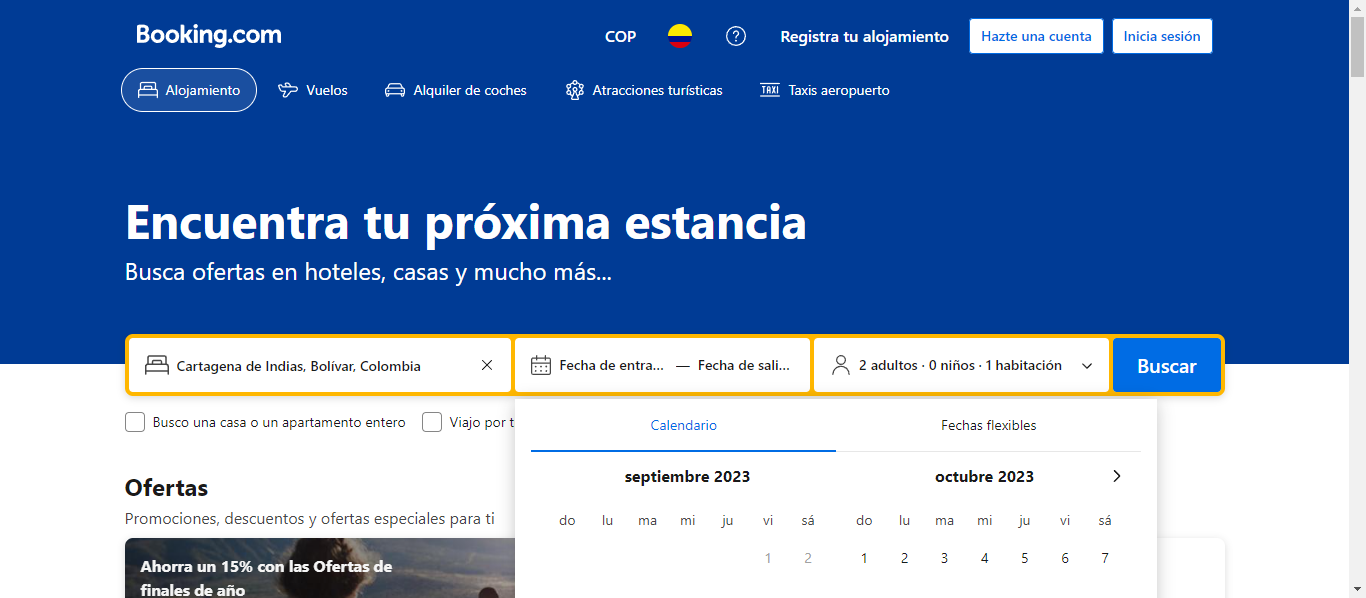 Booking.com
COP
?
Registra tu alojamiento
Hazte una cuenta
Inicia sesión
Alojamiento
Vuelos
Alquiler de coches
Atracciones turísticas
TAXI
Taxis aeropuerto
Encuentra tu próxima estancia
Busca ofertas en hoteles, casas y mucho más...
Cartagena de Indias, Bolívar, Colombia
Fecha de entra... — Fecha de sali...
2 adultos · 0 niños · 1 habitación
Buscar
Busco una casa o un apartamento entero
Viajo por t
Calendario
Fechas flexibles
septiembre 2023
do lu ma mi ju vi sá
1 2
octubre 2023
do lu ma mi ju vi sá
1 2 3 4 5 6 7
Ofertas
Promociones, descuentos y ofertas especiales para ti
Ahorra un 15% con las Ofertas de
finales de año